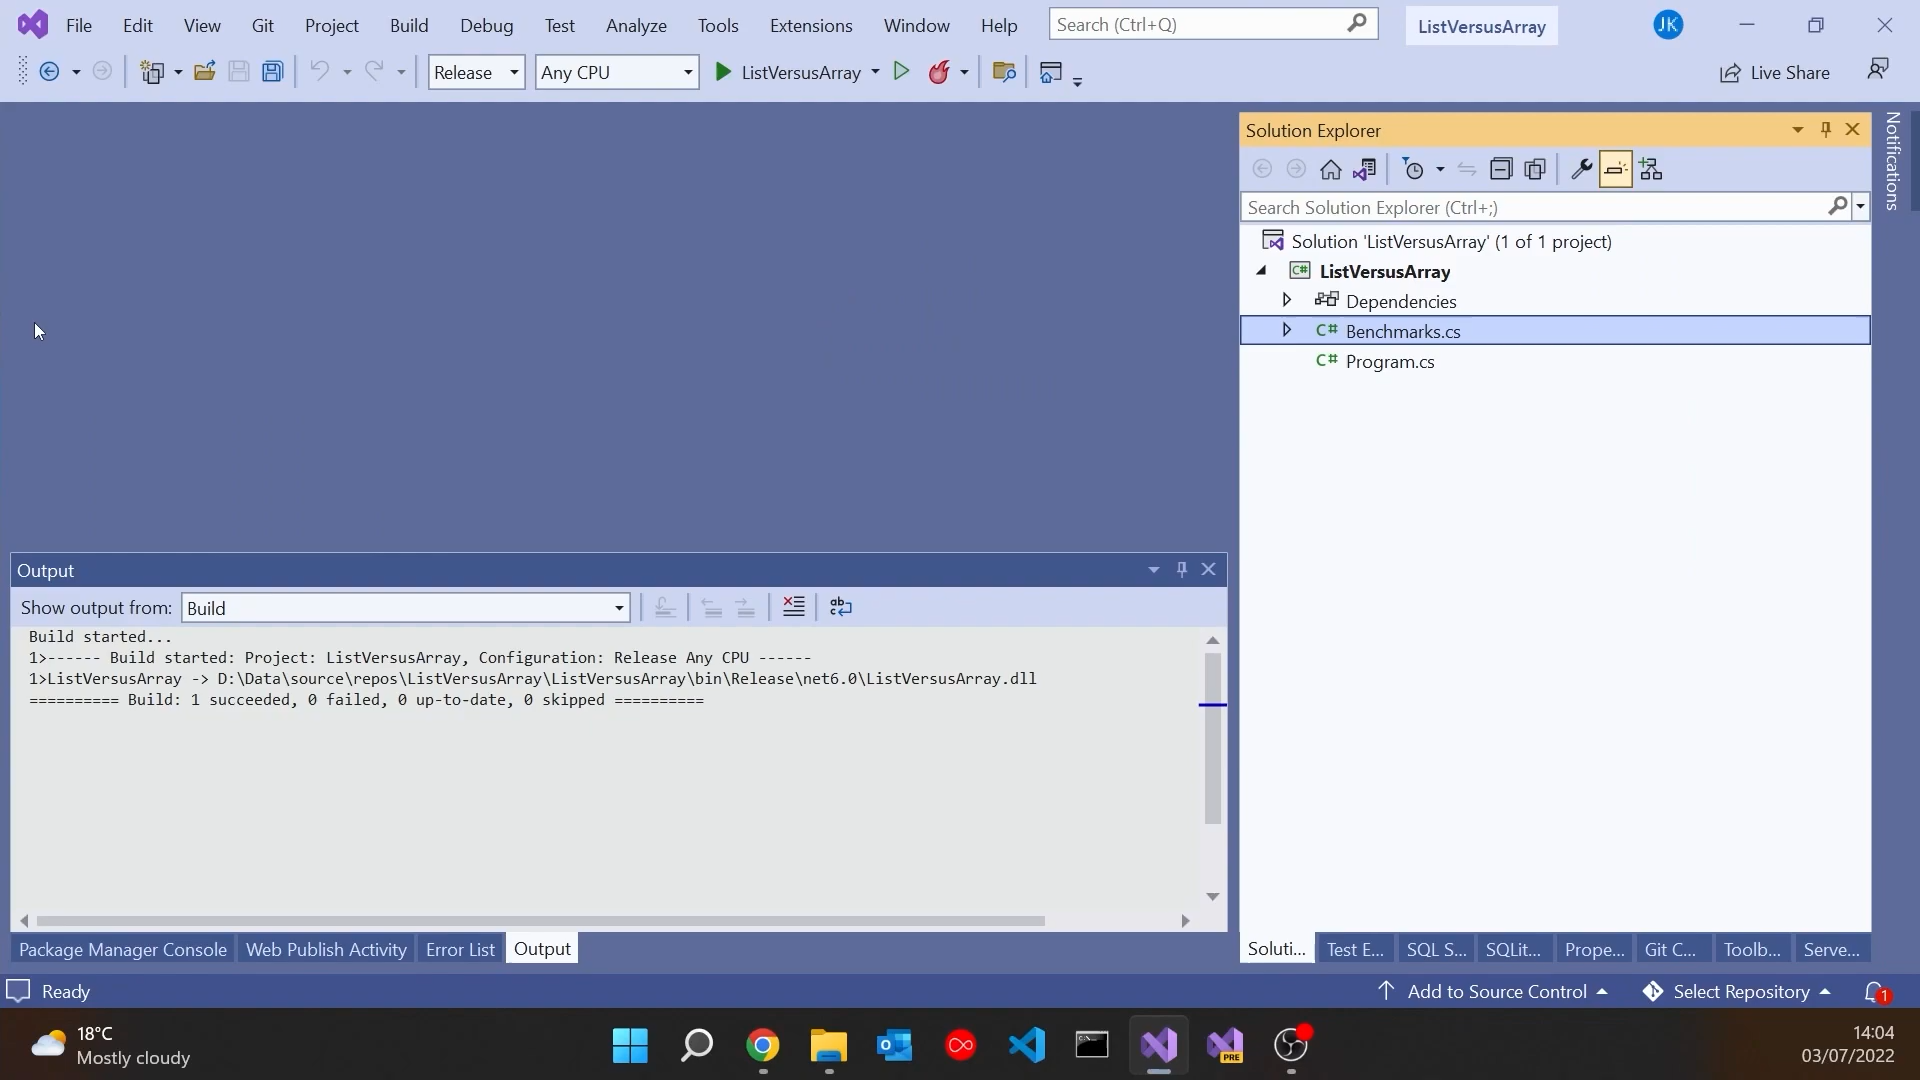 File Edit View Git Project Build Debug Test Analyze Tools Extensions Window Help Search (Ctrl+Q) ListVersusArray JK
Release Any CPU ListVersusArray Live Share
Solution Explorer
Notifications
Search Solution Explorer (Ctrl+;)
Solution 'ListVersusArray' (1 of 1 project)
C# ListVersusArray
Dependencies
C# Benchmarks.cs
C# Program.cs
Output
Show output from: Build
Build started...
1>------ Build started: Project: ListVersusArray, Configuration: Release Any CPU ------
1>ListVersusArray -> D:\Data\source\repos\ListVersusArray\ListVersusArray\bin\Release\net6.0\ListVersusArray.dll
========== Build: 1 succeeded, 0 failed, 0 up-to-date, 0 skipped ==========
Package Manager Console Web Publish Activity Error List Output
Soluti... Test E... SQL S... SQLit... Prope... Git C... Toolb... Serve...
Ready Add to Source Control Select Repository 1
18°C
Mostly cloudy
PRE
14:04
03/07/2022